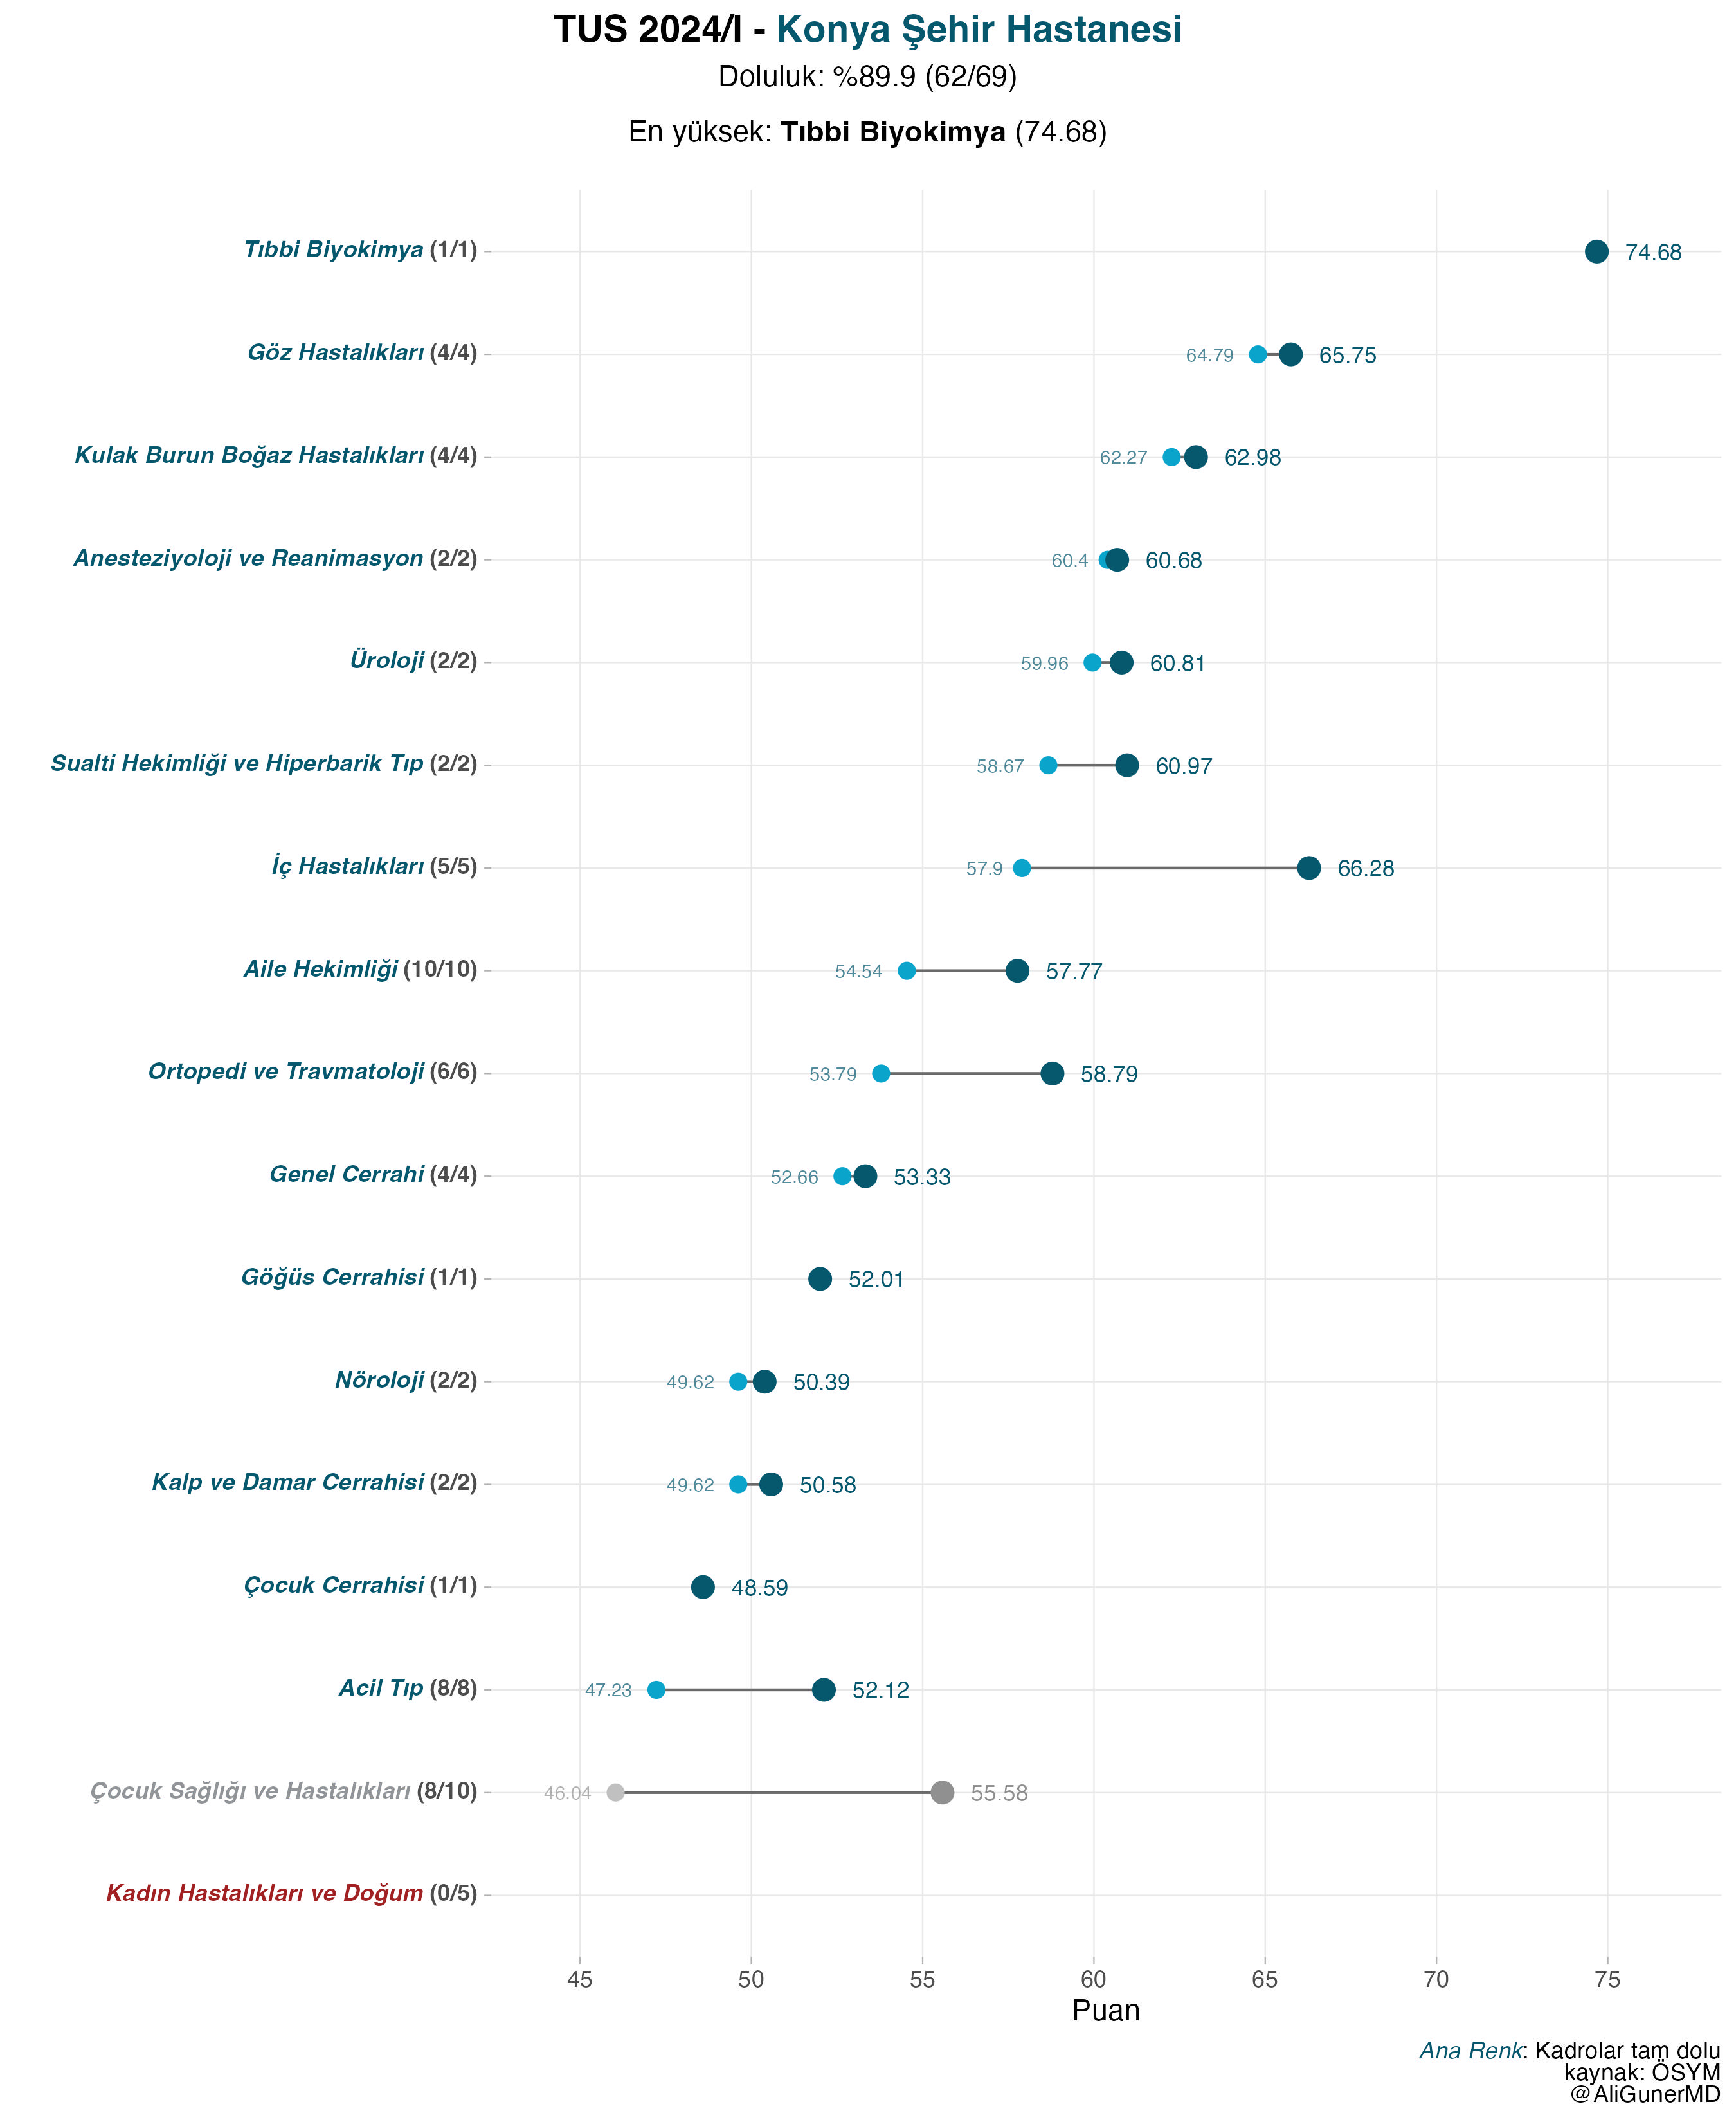 TUS 2024/I - Konya Şehir Hastanesi
Doluluk: %89.9 (62/69)
En yüksek: Tıbbi Biyokimya (74.68)
Tıbbi Biyokimya (1/1) 74.68
Göz Hastalıkları (4/4) 64.79 65.75
Kulak Burun Boğaz Hastalıkları (4/4) 62.27 62.98
Anesteziyoloji ve Reanimasyon (2/2) 60.4 60.68
Üroloji (2/2) 59.96 60.81
Sualti Hekimliği ve Hiperbarik Tıp (2/2) 58.67 60.97
İç Hastalıkları (5/5) 57.9 66.28
Aile Hekimliği (10/10) 54.54 57.77
Ortopedi ve Travmatoloji (6/6) 53.79 58.79
Genel Cerrahi (4/4) 52.66 53.33
Göğüs Cerrahisi (1/1) 52.01
Nöroloji (2/2) 49.62 50.39
Kalp ve Damar Cerrahisi (2/2) 49.62 50.58
Çocuk Cerrahisi (1/1) 48.59
Acil Tıp (8/8) 47.23 52.12
Çocuk Sağlığı ve Hastalıkları (8/10) 46.04 55.58
Kadın Hastalıkları ve Doğum (0/5)
45 50 55 60 65 70 75
Puan
Ana Renk: Kadrolar tam dolu
kaynak: ÖSYM
@AliGunerMD